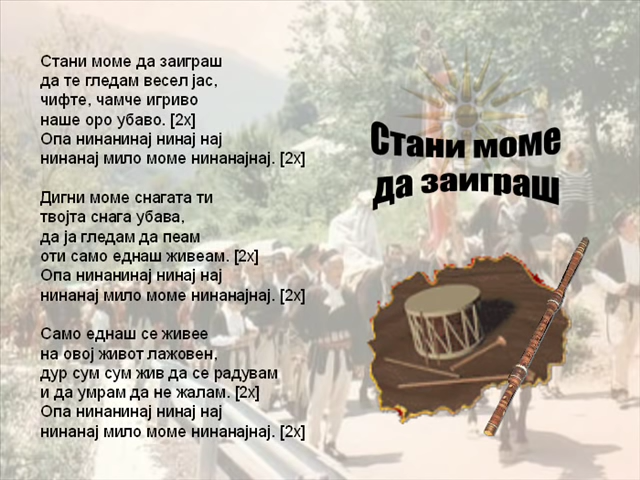 Стани моме да заиграш
да те гледам весел јас,
чифте, чамче игриво
наше оро убаво. [2x]
Опа нинанинај нинај нај
нинанај мило моме нинанајнај. [2x]

Дигни моме снагата ти
твојта снага убава,
да ја гледам да пеам
оти само еднаш живеам. [2x]
Опа нинанинај нинај нај
нинанај мило моме нинанајнај. [2x]

Само еднаш се живее
на овој живот лажовен,
дур сум сум жив да се радувам
и да умрам да не жалам. [2x]
Опа нинанинај нинај нај
нинанај мило моме нинанајнај. [2x]

Стани моме
да заиграш